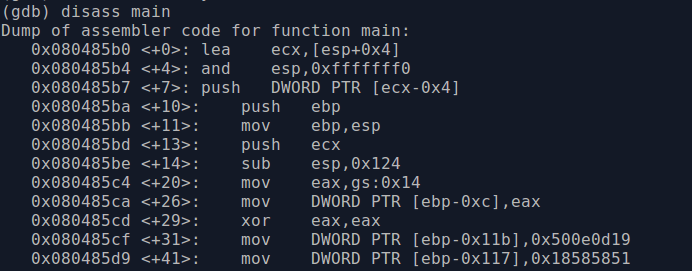 (gdb) disass main
Dump of assembler code for function main:
0x080485b0 <+0>: lea ecx,[esp+0x4]
0x080485b4 <+4>: and esp,0xfffffff0
0x080485b7 <+7>: push DWORD PTR [ecx-0x4]
0x080485ba <+10>: push ebp
0x080485bb <+11>: mov ebp,esp
0x080485bd <+13>: push ecx
0x080485be <+14>: sub esp,0x124
0x080485c4 <+20>: mov eax,gs:0x14
0x080485ca <+26>: mov DWORD PTR [ebp-0xc],eax
0x080485cd <+29>: xor eax,eax
0x080485cf <+31>: mov DWORD PTR [ebp-0x11b],0x500e0d19
0x080485d9 <+41>: mov DWORD PTR [ebp-0x117],0x18585851